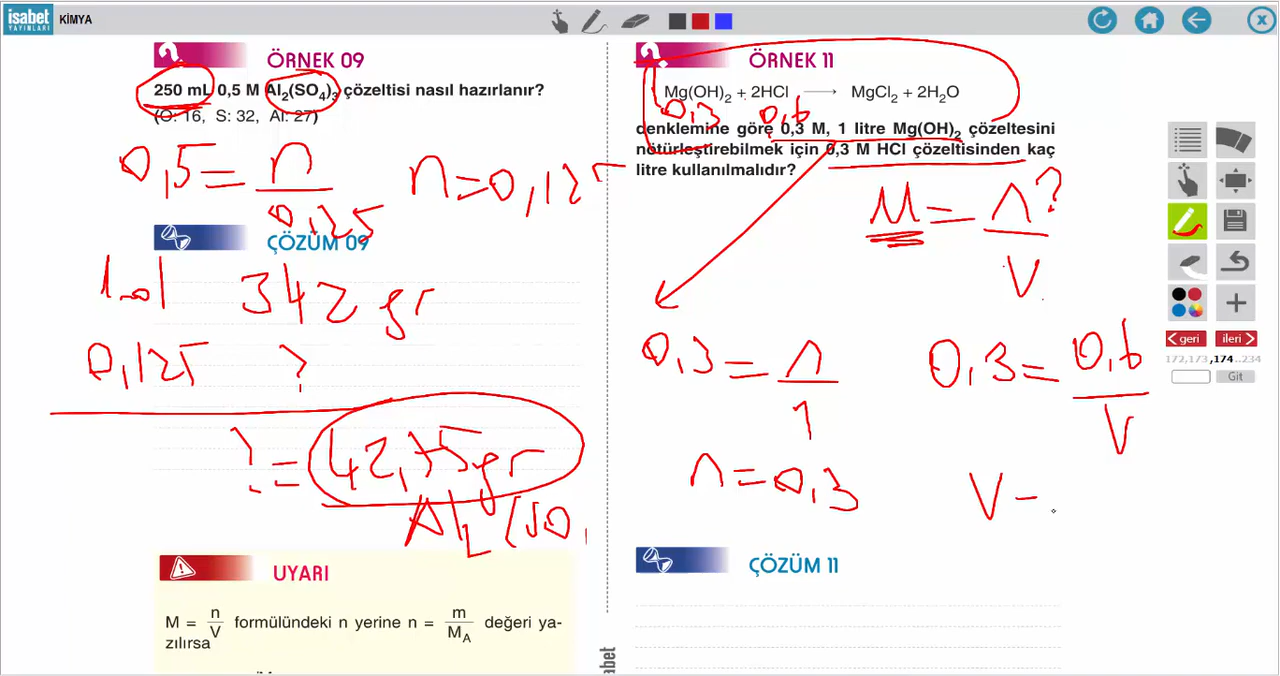 isabet
YAYINLARI
KİMYA
ÖRNEK 09
250 mL 0,5 M Al2(SO4)3 çözeltisi nasıl hazırlanır?
(O: 16, S: 32, Al: 27)
0,5 = n / 0,125
n = 0,125
ÇÖZÜM 09
1 mol 342 gr
0,125 ?
? = 42,75 gr
Al2(SO
UYARI
M = n/V formülündeki n yerine n = m/MA değeri ya-
zılırsa
ÖRNEK 11
Mg(OH)2 + 2HCl → MgCl2 + 2H2O
0,3 0,6
denklemine göre 0,3 M, 1 litre Mg(OH)2 çözeltesini
nötürleştirebilmek için 0,3 M HCl çözeltisinden kaç
litre kullanılmalıdır?
M = n? / V
0,3 = n / 1
n = 0,3
0,3 = 0,6 / V
V =
ÇÖZÜM 11
geri
ileri
172,173,174..234
Git